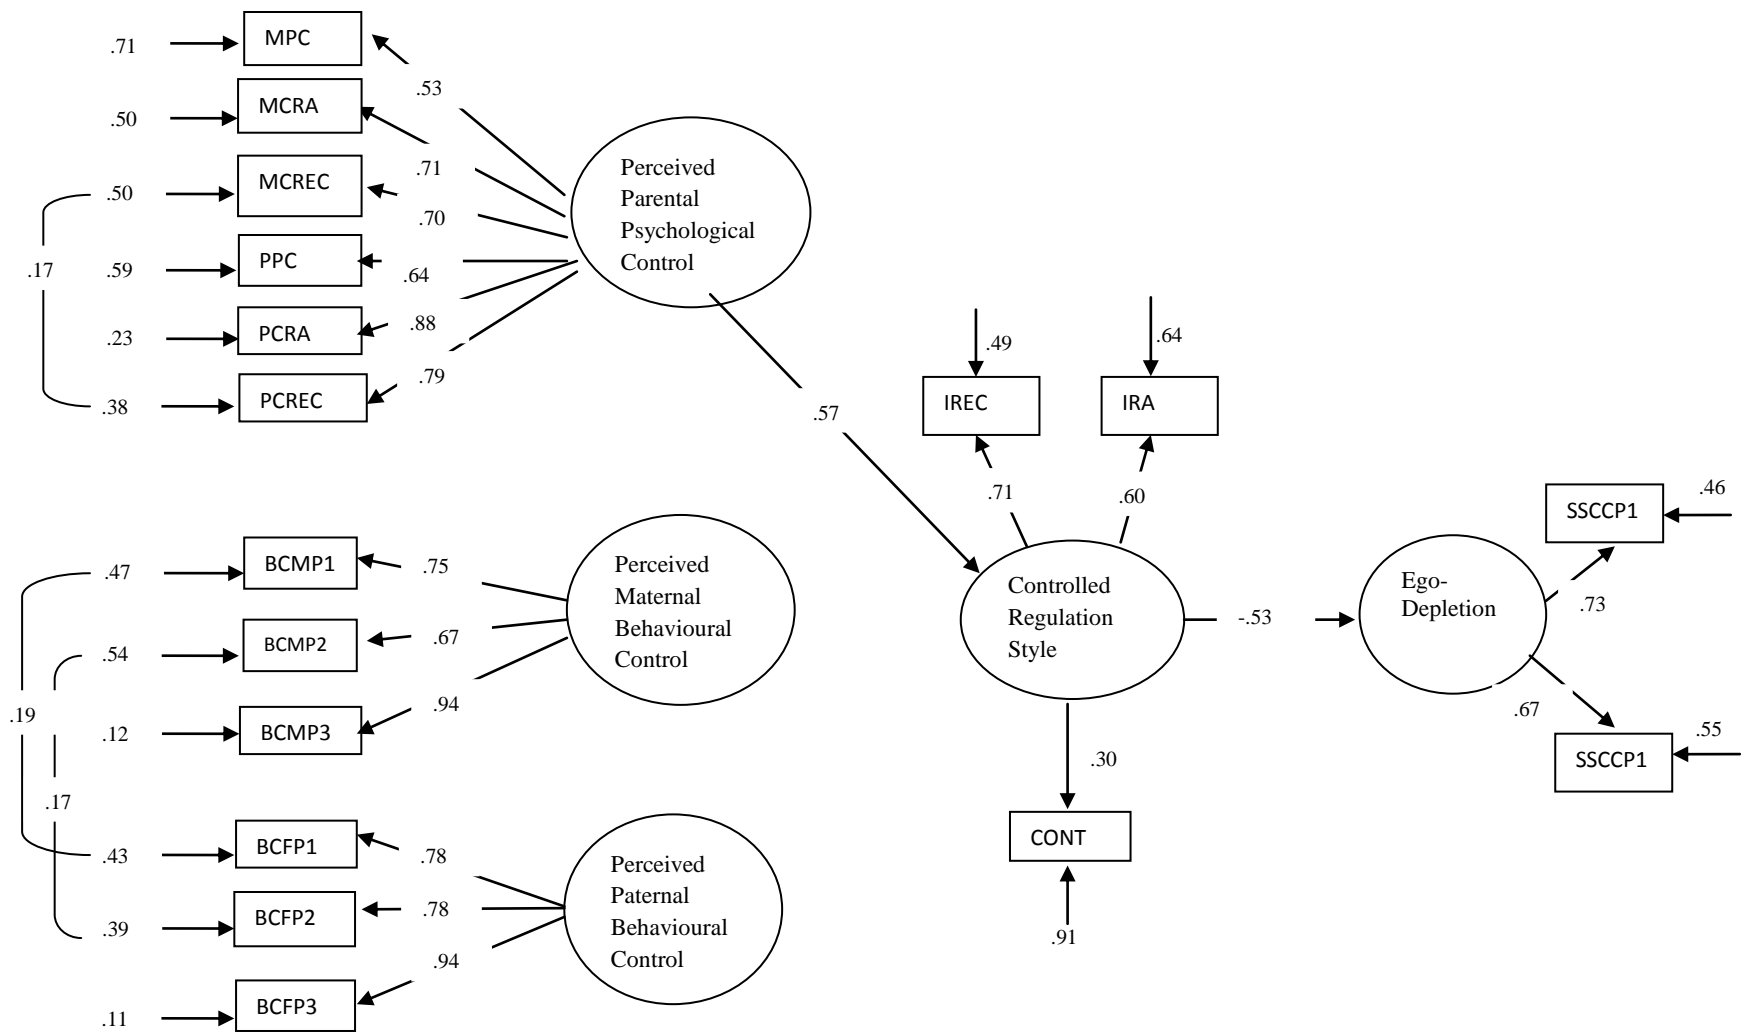 .71
MPC
.53
.50
MCRA
.71
.50
MCREC
.70
.17
.59
PPC
.64
.23
PCRA
.88
.38
PCREC
.79
Perceived
Parental
Psychological
Control
.57
.49
IREC
.71
.64
IRA
.60
.47
BCMP1
.75
.54
BCMP2
.67
.12
BCMP3
.94
Perceived
Maternal
Behavioural
Control
.19
.17
.43
BCFP1
.78
.39
BCFP2
.78
.11
BCFP3
.94
Perceived
Paternal
Behavioural
Control
Controlled
Regulation
Style
.30
CONT
.91
-.53
Ego-
Depletion
SSCCP1
.46
.73
.67
SSCCP1
.55